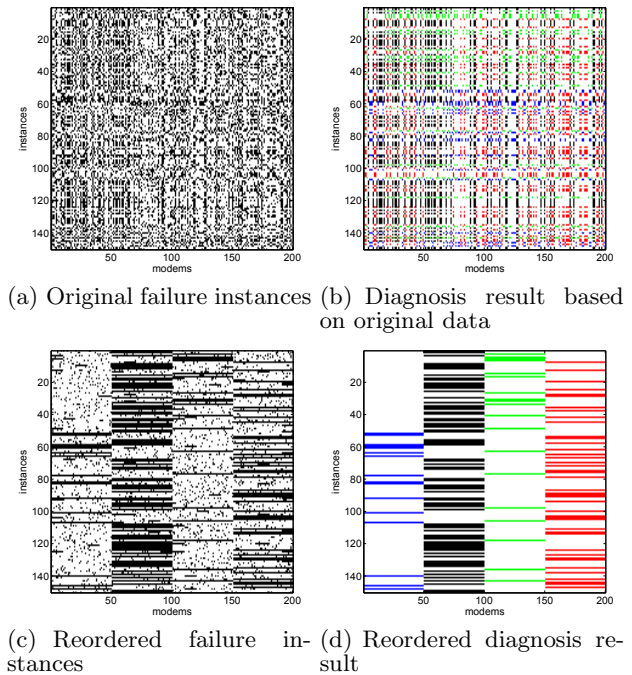 20
40
60
80
100
120
140
instances
50 100 150 200
modems
20
40
60
80
100
120
140
instances
50 100 150 200
modems
(a) Original failure instances
(b) Diagnosis result based
on original data
20
40
60
80
100
120
140
instances
50 100 150 200
modems
20
40
60
80
100
120
140
instances
50 100 150 200
modems
(c) Reordered failure in-
stances
(d) Reordered diagnosis re-
sult